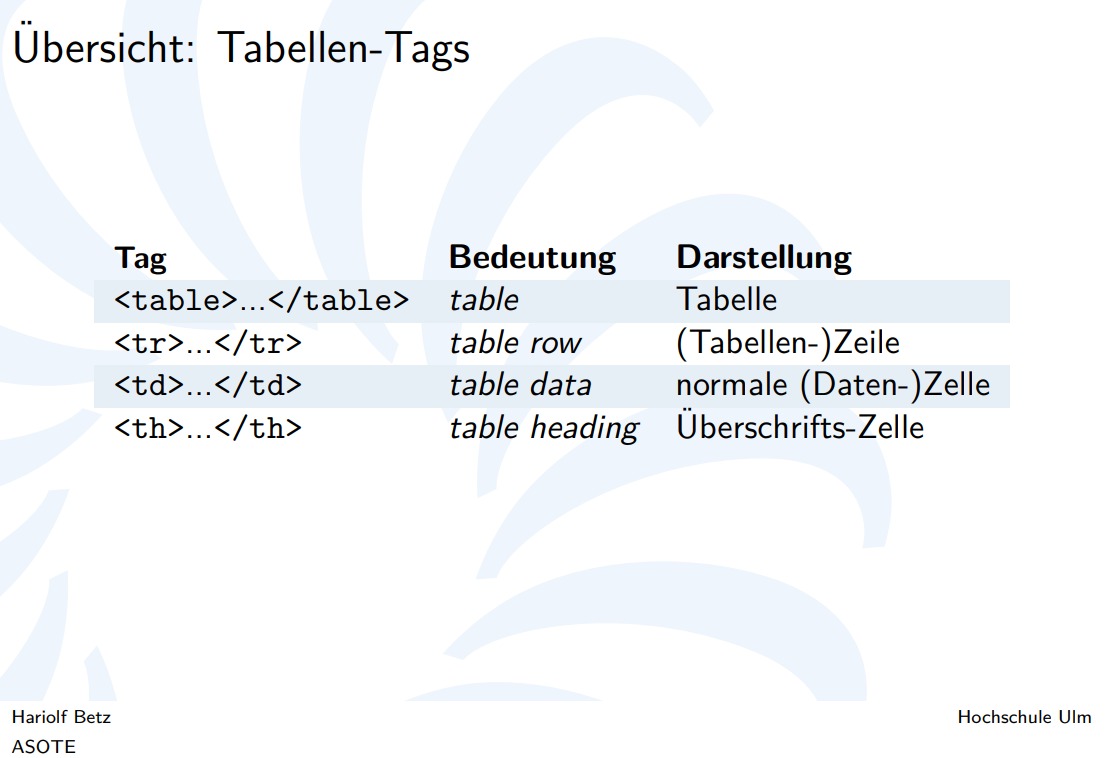 Übersicht: Tabellen-Tags
Tag Bedeutung Darstellung
<table>...</table> table Tabelle
<tr>...</tr> table row (Tabellen-)Zeile
<td>...</td> table data normale (Daten-)Zelle
<th>...</th> table heading Überschrifts-Zelle
Hariolf Betz Hochschule Ulm
ASOTE